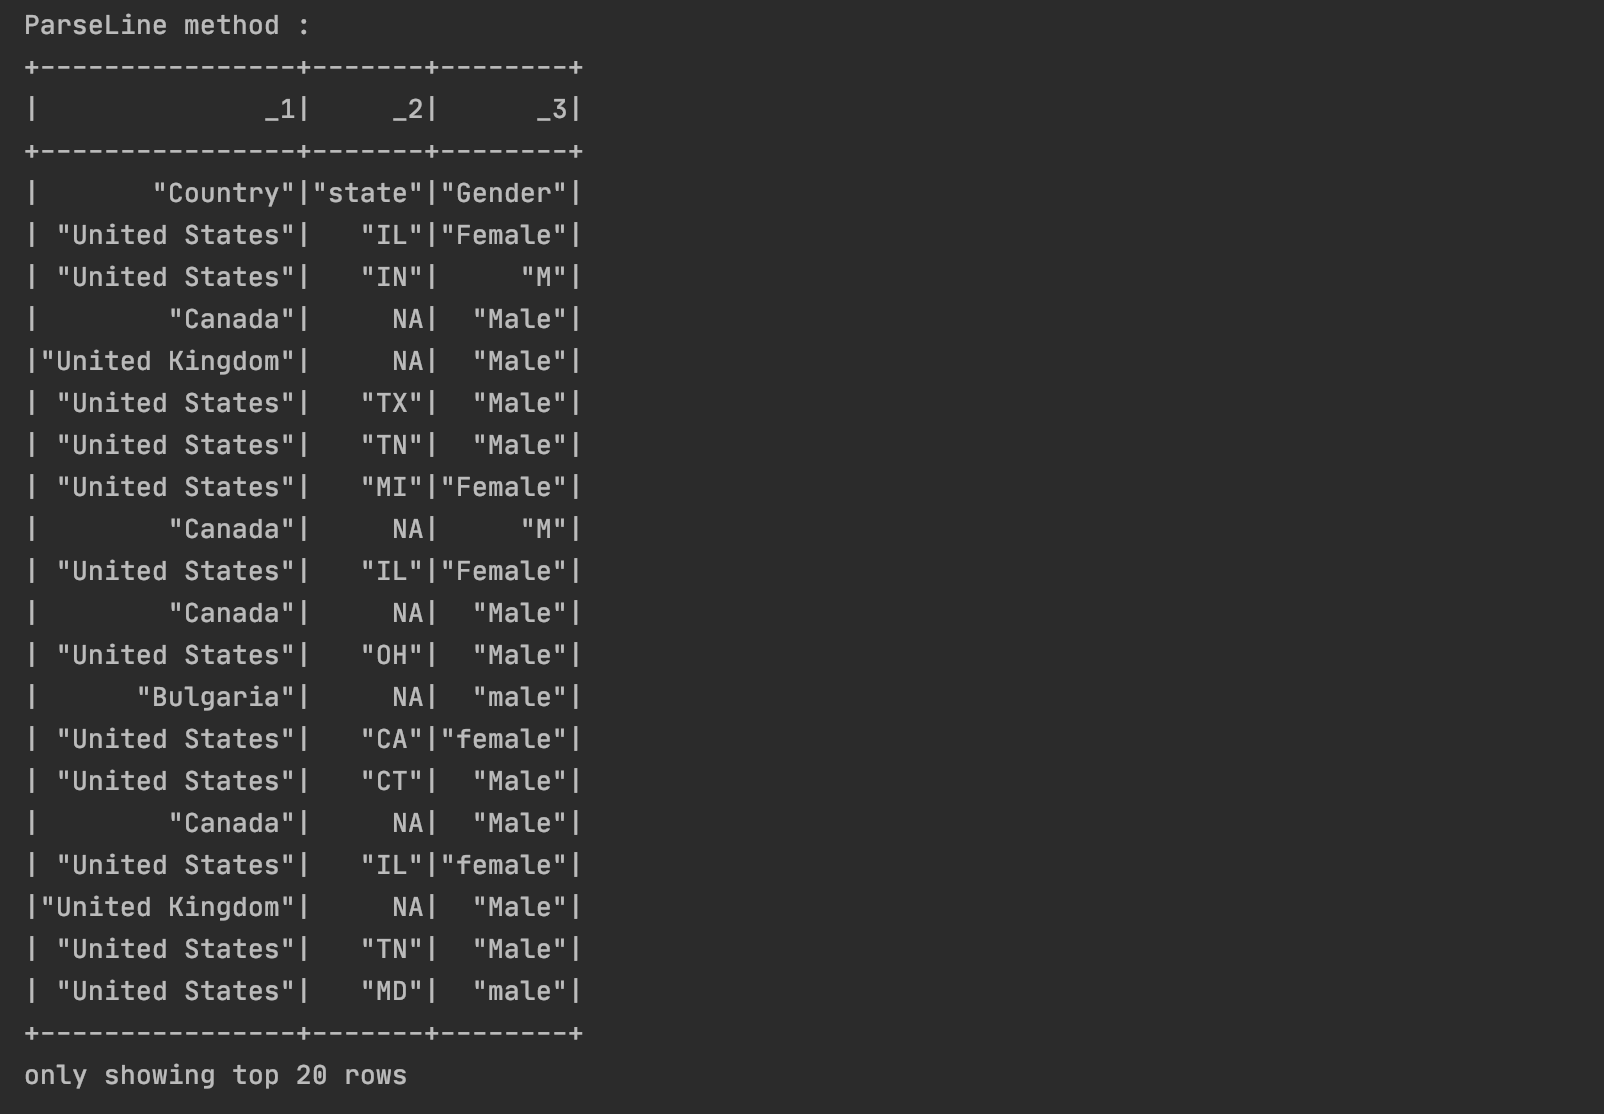 ParseLine method :
+----------------+-------+--------+
|              _1|     _2|      _3|
+----------------+-------+--------+
|       "Country"|"state"|"Gender"|
| "United States"|   "IL"|"Female"|
| "United States"|   "IN"|     "M"|
|        "Canada"|     NA|  "Male"|
|"United Kingdom"|     NA|  "Male"|
| "United States"|   "TX"|  "Male"|
| "United States"|   "TN"|  "Male"|
| "United States"|   "MI"|"Female"|
|        "Canada"|     NA|     "M"|
| "United States"|   "IL"|"Female"|
|        "Canada"|     NA|  "Male"|
| "United States"|   "OH"|  "Male"|
|      "Bulgaria"|     NA|  "male"|
| "United States"|   "CA"|"female"|
| "United States"|   "CT"|  "Male"|
|        "Canada"|     NA|  "Male"|
| "United States"|   "IL"|"female"|
|"United Kingdom"|     NA|  "Male"|
| "United States"|   "TN"|  "Male"|
| "United States"|   "MD"|  "male"|
+----------------+-------+--------+
only showing top 20 rows